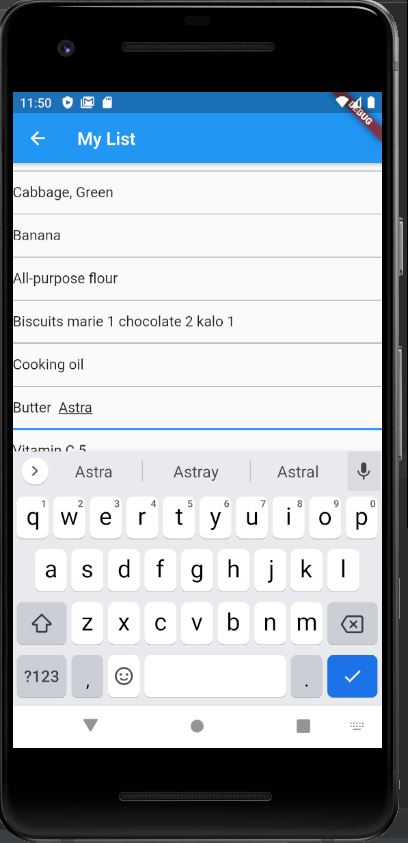 11:50
DEBUG
My List
Cabbage, Green
Banana
All-purpose flour
Biscuits marie 1 chocolate 2 kalo 1
Cooking oil
Butter Astra
Vitamin C 5
Astra Astray Astral
1 2 3 4 5 6 7 8 9 0
q w e r t y u i o p
a s d f g h j k l
z x c v b n m
?123 , .